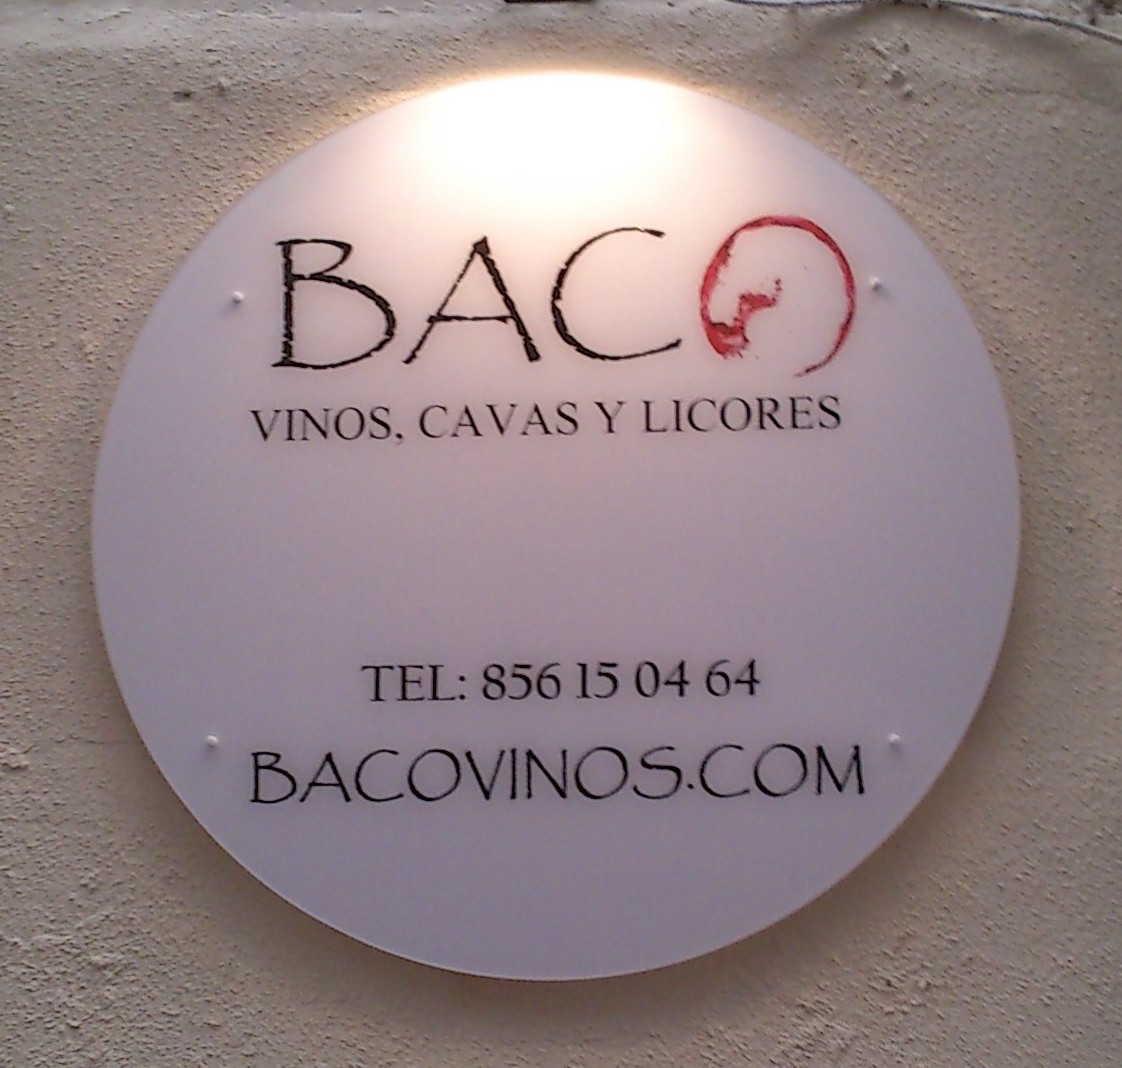 BACO
VINOS, CAVAS Y LICORES
TEL: 856 15 04 64
BACOVINOS.COM